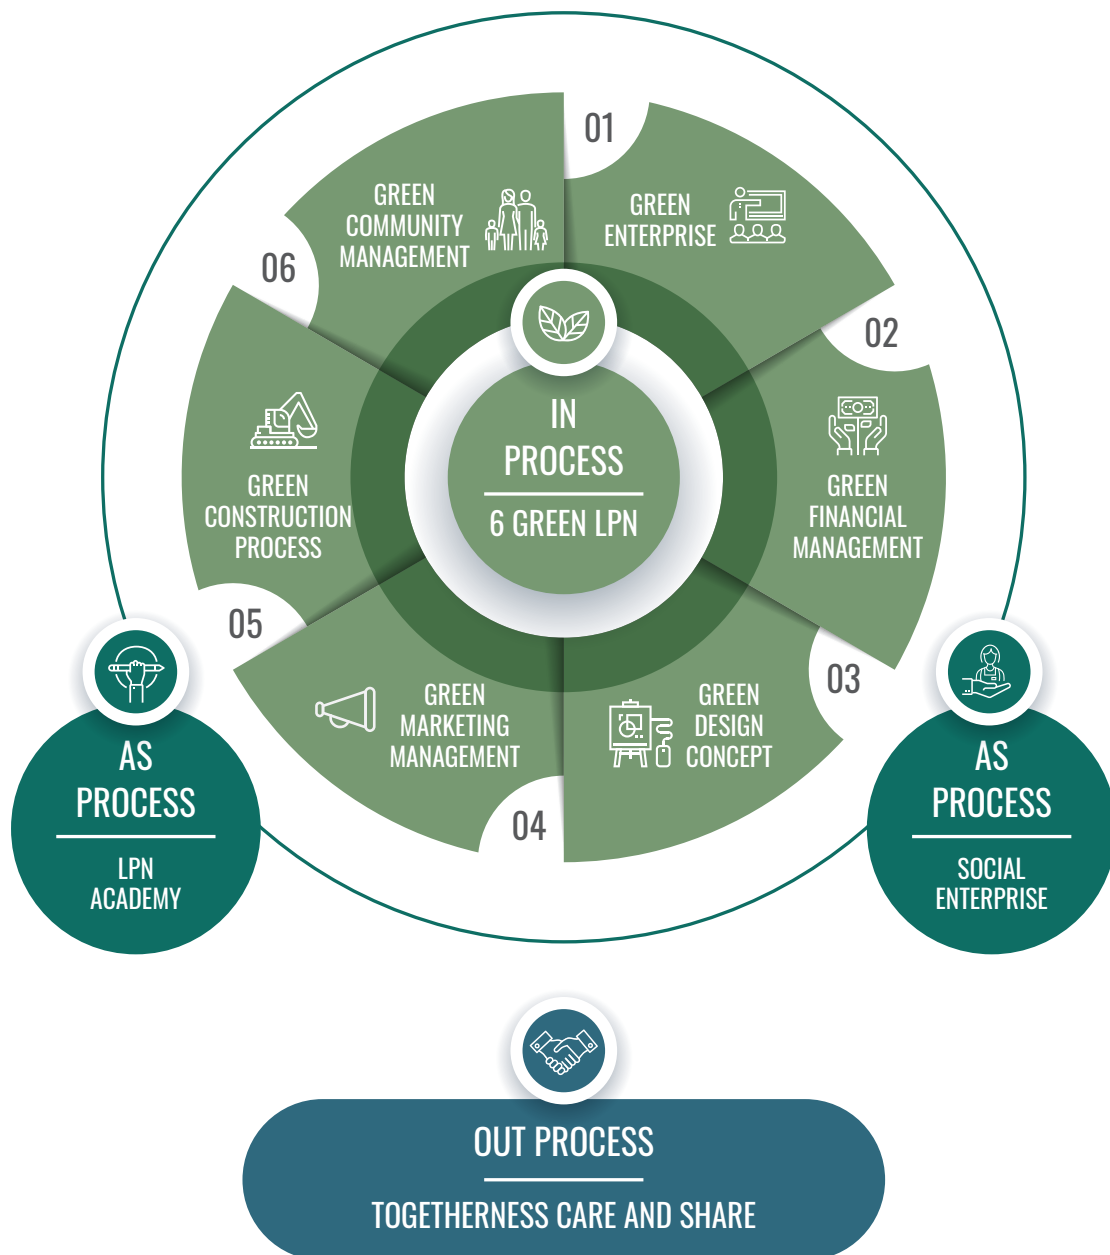 01
GREEN
ENTERPRISE
02
GREEN
FINANCIAL
MANAGEMENT
03
GREEN
DESIGN
CONCEPT
04
GREEN
MARKETING
MANAGEMENT
05
GREEN
CONSTRUCTION
PROCESS
06
GREEN
COMMUNITY
MANAGEMENT
IN
PROCESS
6 GREEN LPN
AS
PROCESS
LPN
ACADEMY
AS
PROCESS
SOCIAL
ENTERPRISE
OUT PROCESS
TOGETHERNESS CARE AND SHARE